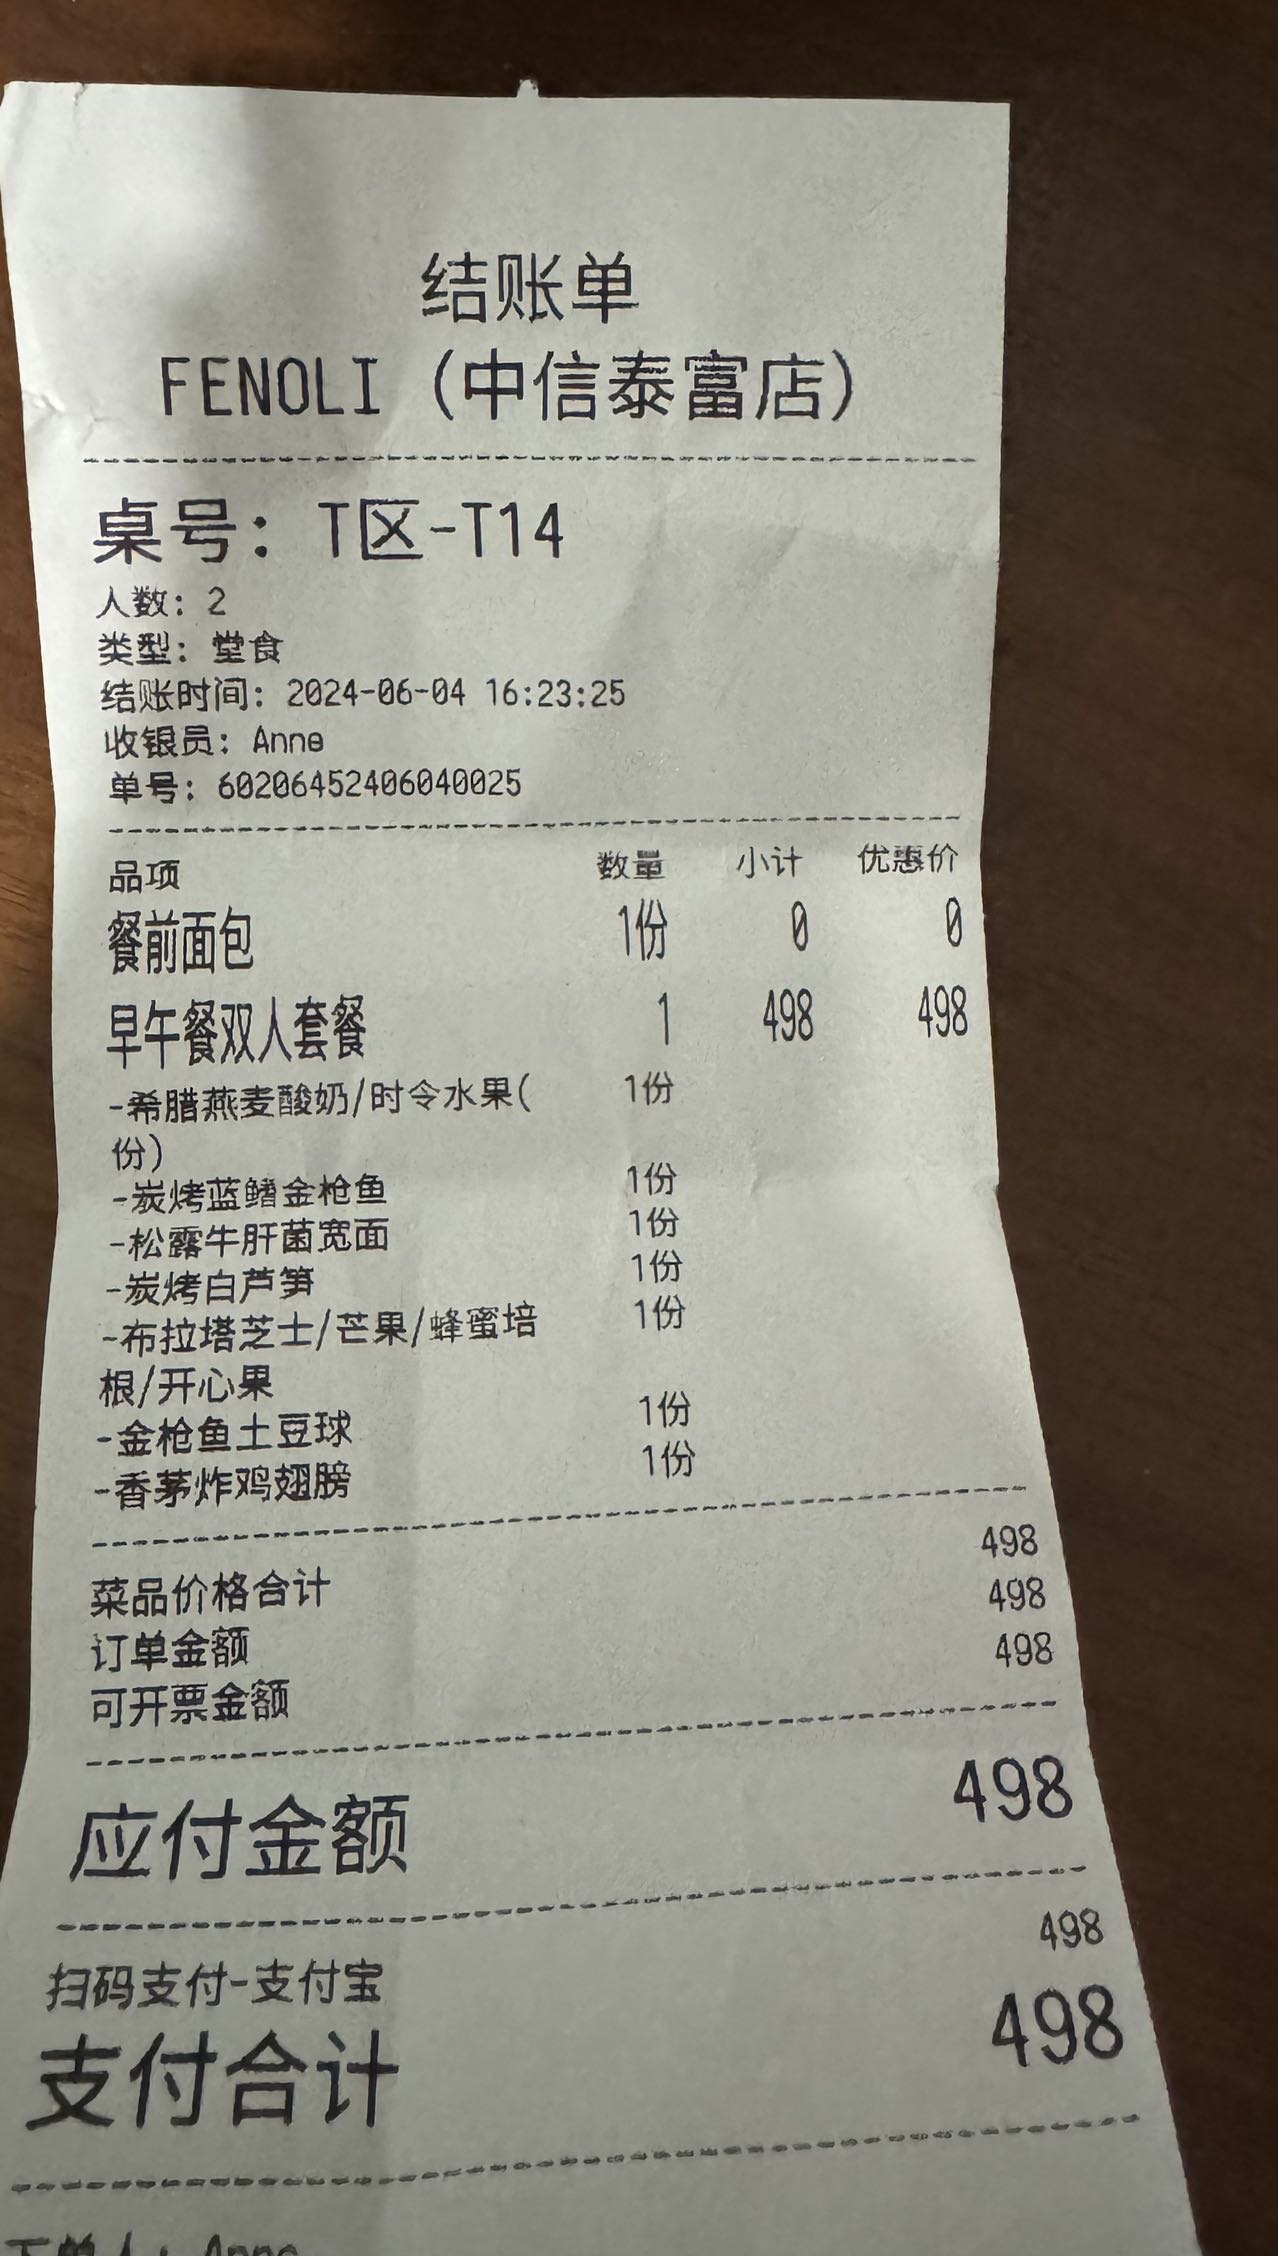 结账单
FENOLI (中信泰富店)
桌号: T区-T14
人数: 2
类型: 堂食
结账时间: 2024-06-04 16:23:25
收银员: Anne
单号: 60206452406040025
品项 数量 小计 优惠价
餐前面包 1份 0 0
早午餐双人套餐 1 498 498
-希腊燕麦酸奶/时令水果( 1份
份)
-炭烤蓝鳍金枪鱼 1份
-松露牛肝菌宽面 1份
-炭烤白芦笋 1份
-布拉塔芝士/芒果/蜂蜜培 1份
根/开心果
-金枪鱼土豆球 1份
-香茅炸鸡翅膀 1份
菜品价格合计 498
订单金额 498
可开票金额 498
应付金额 498
扫码支付-支付宝 498
支付合计 498
下单人: Anne